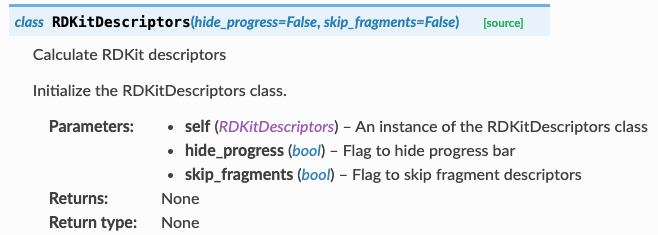 class RDKitDescriptors(hide_progress=False, skip_fragments=False) [source]
Calculate RDKit descriptors
Initialize the RDKitDescriptors class.
Parameters: • self (RDKitDescriptors) – An instance of the RDKitDescriptors class
• hide_progress (bool) – Flag to hide progress bar
• skip_fragments (bool) – Flag to skip fragment descriptors
Returns: None
Return type: None